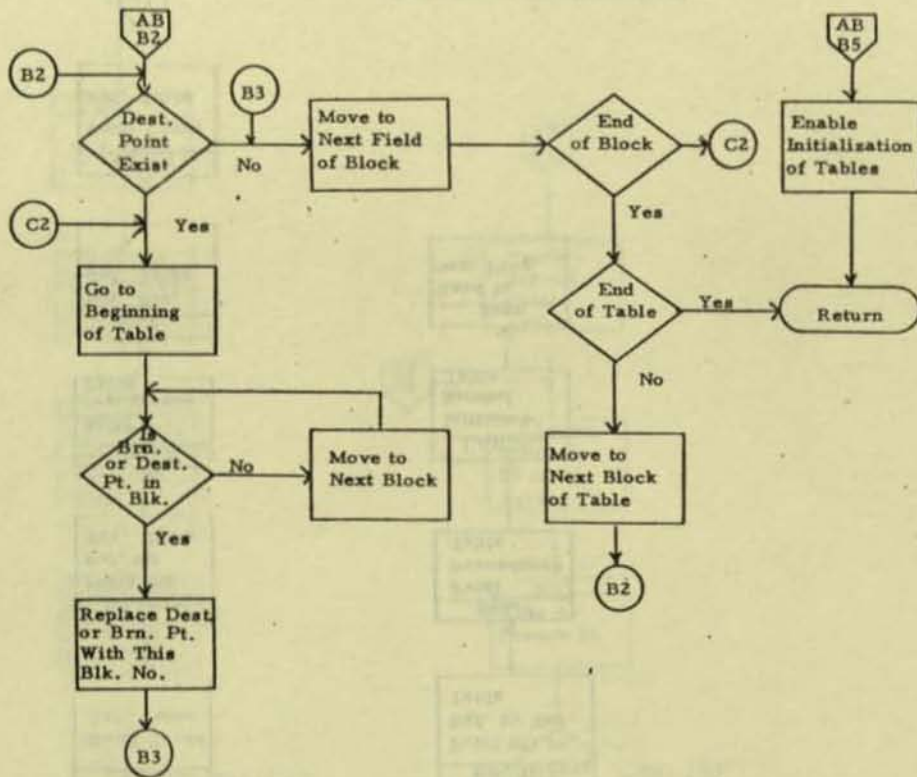 AB
B2
B2
Dest.
Point
Exist
No
Yes
B3
Move to
Next Field
of Block
End
of Block
C2
Yes
End
of Table
Yes
No
Move to
Next Block
of Table
B2
AB
B5
Enable
Initialization
of Tables
Return
C2
Go to
Beginning
of Table
Is
Brn.
or Dest.
Pt. in
Blk.
No
Move to
Next Block
Yes
Replace Dest.
or Brn. Pt.
With This
Blk. No.
B3